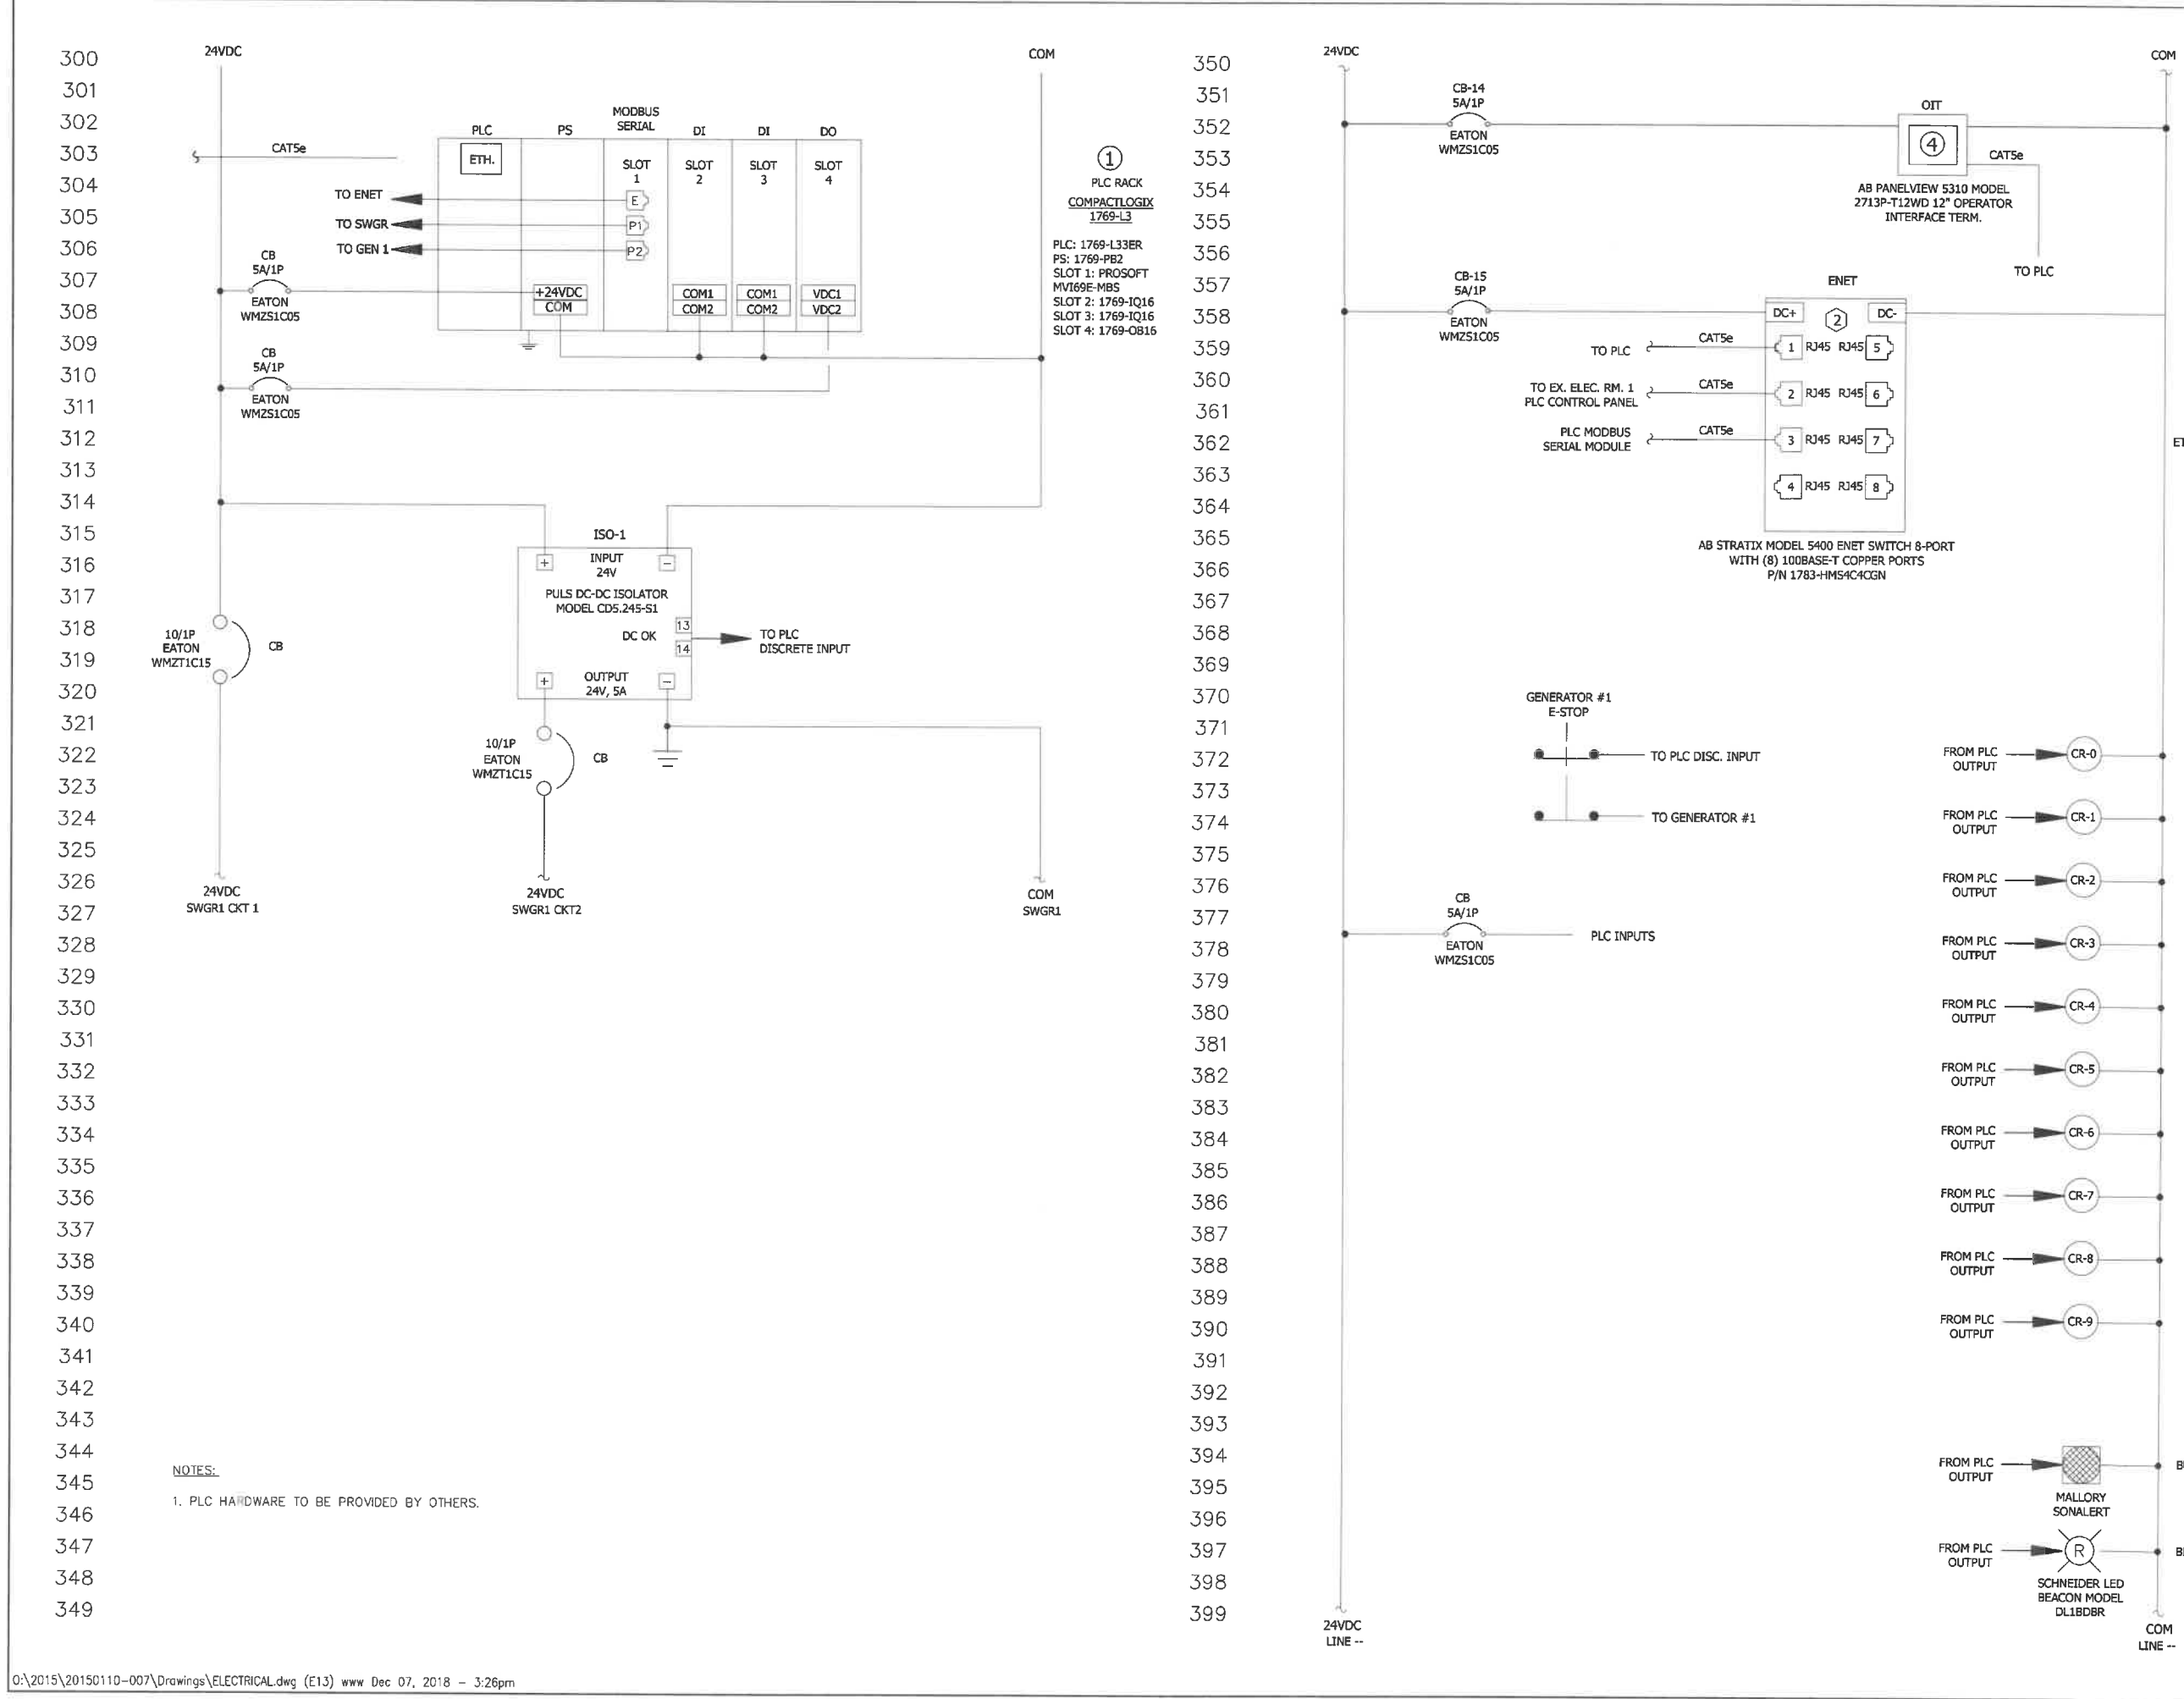 300
301
302
303
304
305
306
307
308
309
310
311
312
313
314
315
316
317
318
319
320
321
322
323
324
325
326
327
328
329
330
331
332
333
334
335
336
337
338
339
340
341
342
343
344
345
346
347
348
349
24VDC
COM
CAT5e
PLC
PS
MODBUS
SERIAL
DI
DI
DO
ETH.
SLOT
1
SLOT
2
SLOT
3
SLOT
4
TO ENET
E
TO SWGR
P1
TO GEN 1
P2
CB
5A/1P
EATON
WMZS1C05
+24VDC
COM
COM1
COM2
COM1
COM2
VDC1
VDC2
CB
5A/1P
EATON
WMZS1C05
1
PLC RACK
COMPACTLOGIX
1769-L3
PLC: 1769-L33ER
PS: 1769-PB2
SLOT 1: PROSOFT
MVI69E-MBS
SLOT 2: 1769-IQ16
SLOT 3: 1769-IQ16
SLOT 4: 1769-OB16
ISO-1
+
INPUT
24V
-
PULS DC-DC ISOLATOR
MODEL CD5.245-S1
DC OK
13
14
TO PLC
DISCRETE INPUT
+
OUTPUT
24V, 5A
-
10/1P
EATON
WMZT1C15
CB
10/1P
EATON
WMZT1C15
CB
24VDC
SWGR1 CKT 1
24VDC
SWGR1 CKT2
COM
SWGR1
NOTES:
1. PLC HARDWARE TO BE PROVIDED BY OTHERS.
350
351
352
353
354
355
356
357
358
359
360
361
362
363
364
365
366
367
368
369
370
371
372
373
374
375
376
377
378
379
380
381
382
383
384
385
386
387
388
389
390
391
392
393
394
395
396
397
398
399
24VDC
COM
CB-14
5A/1P
EATON
WMZS1C05
OIT
4
CAT5e
AB PANELVIEW 5310 MODEL
2713P-T12WD 12" OPERATOR
INTERFACE TERM.
TO PLC
CB-15
5A/1P
EATON
WMZS1C05
ENET
DC+
2
DC-
TO PLC
CAT5e
1 RJ45 RJ45 5
TO EX. ELEC. RM. 1
PLC CONTROL PANEL
CAT5e
2 RJ45 RJ45 6
PLC MODBUS
SERIAL MODULE
CAT5e
3 RJ45 RJ45 7
4 RJ45 RJ45 8
AB STRATIX MODEL 5400 ENET SWITCH 8-PORT
WITH (8) 100BASE-T COPPER PORTS
P/N 1783-HMS4C4CGN
GENERATOR #1
E-STOP
TO PLC DISC. INPUT
TO GENERATOR #1
CB
5A/1P
EATON
WMZS1C05
PLC INPUTS
FROM PLC
OUTPUT
CR-0
FROM PLC
OUTPUT
CR-1
FROM PLC
OUTPUT
CR-2
FROM PLC
OUTPUT
CR-3
FROM PLC
OUTPUT
CR-4
FROM PLC
OUTPUT
CR-5
FROM PLC
OUTPUT
CR-6
FROM PLC
OUTPUT
CR-7
FROM PLC
OUTPUT
CR-8
FROM PLC
OUTPUT
CR-9
FROM PLC
OUTPUT
MALLORY
SONALERT
FROM PLC
OUTPUT
R
SCHNEIDER LED
BEACON MODEL
DL1BDBR
24VDC
LINE --
COM
LINE --
O:\2015\20150110-007\Drawings\ELECTRICAL.dwg (E13) www Dec 07, 2018 - 3:26pm